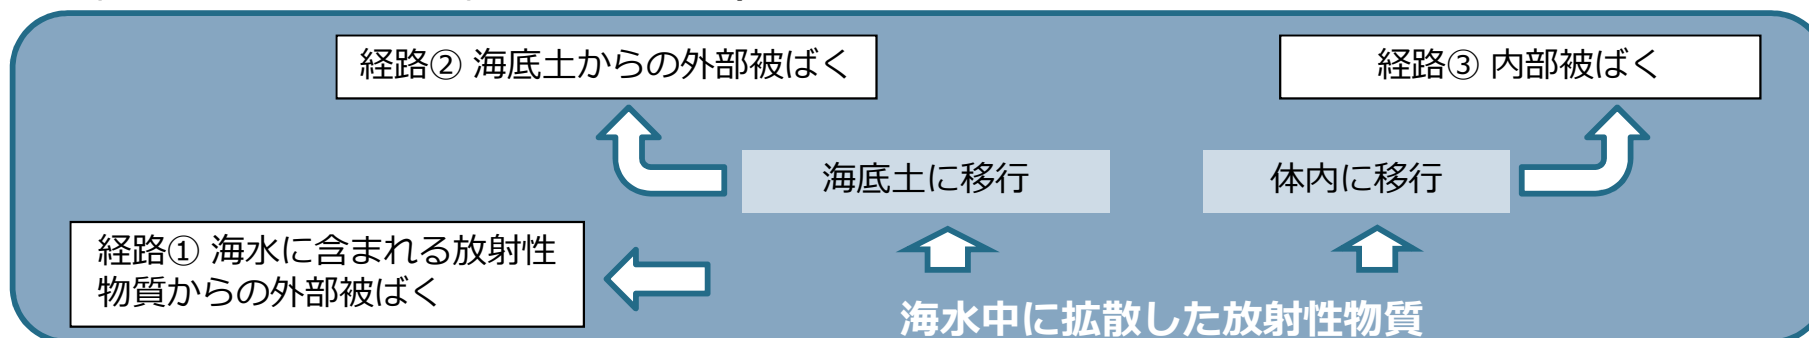 経路② 海底土からの外部被ばく
経路③ 内部被ばく
海底土に移行
体内に移行
経路① 海水に含まれる放射性
物質からの外部被ばく
海水中に拡散した放射性物質